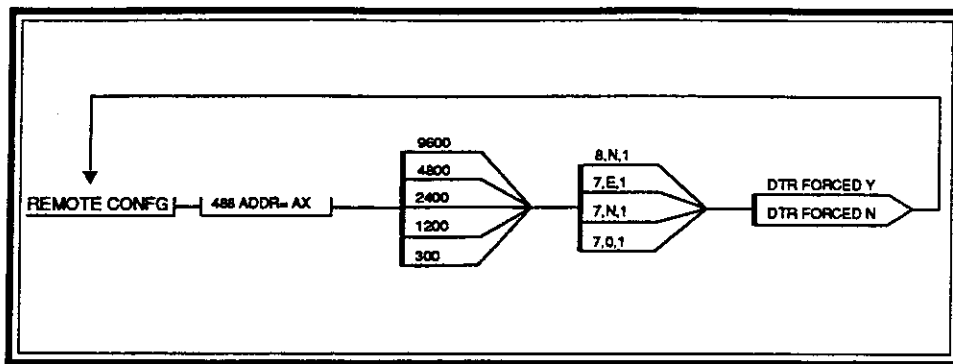 REMOTE CONFG
488 ADDR= AX
9600
4800
2400
1200
300
8,N,1
7,E,1
7,N,1
7,0,1
DTR FORCED Y
DTR FORCED N